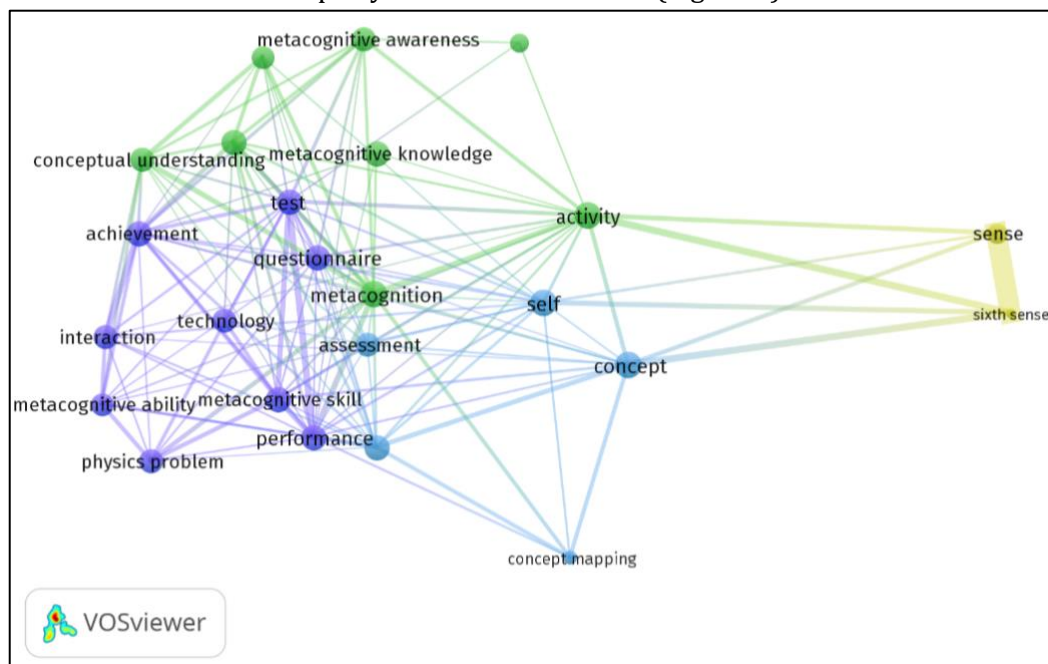 metacognitive awareness
conceptual understanding
metacognitive knowledge
test
activity
achievement
sense
questionnaire
metacognition
self
sixth sense
technology
interaction
assessment
concept
metacognitive ability
metacognitive skill
performance
physics problem
concept mapping
VOSviewer